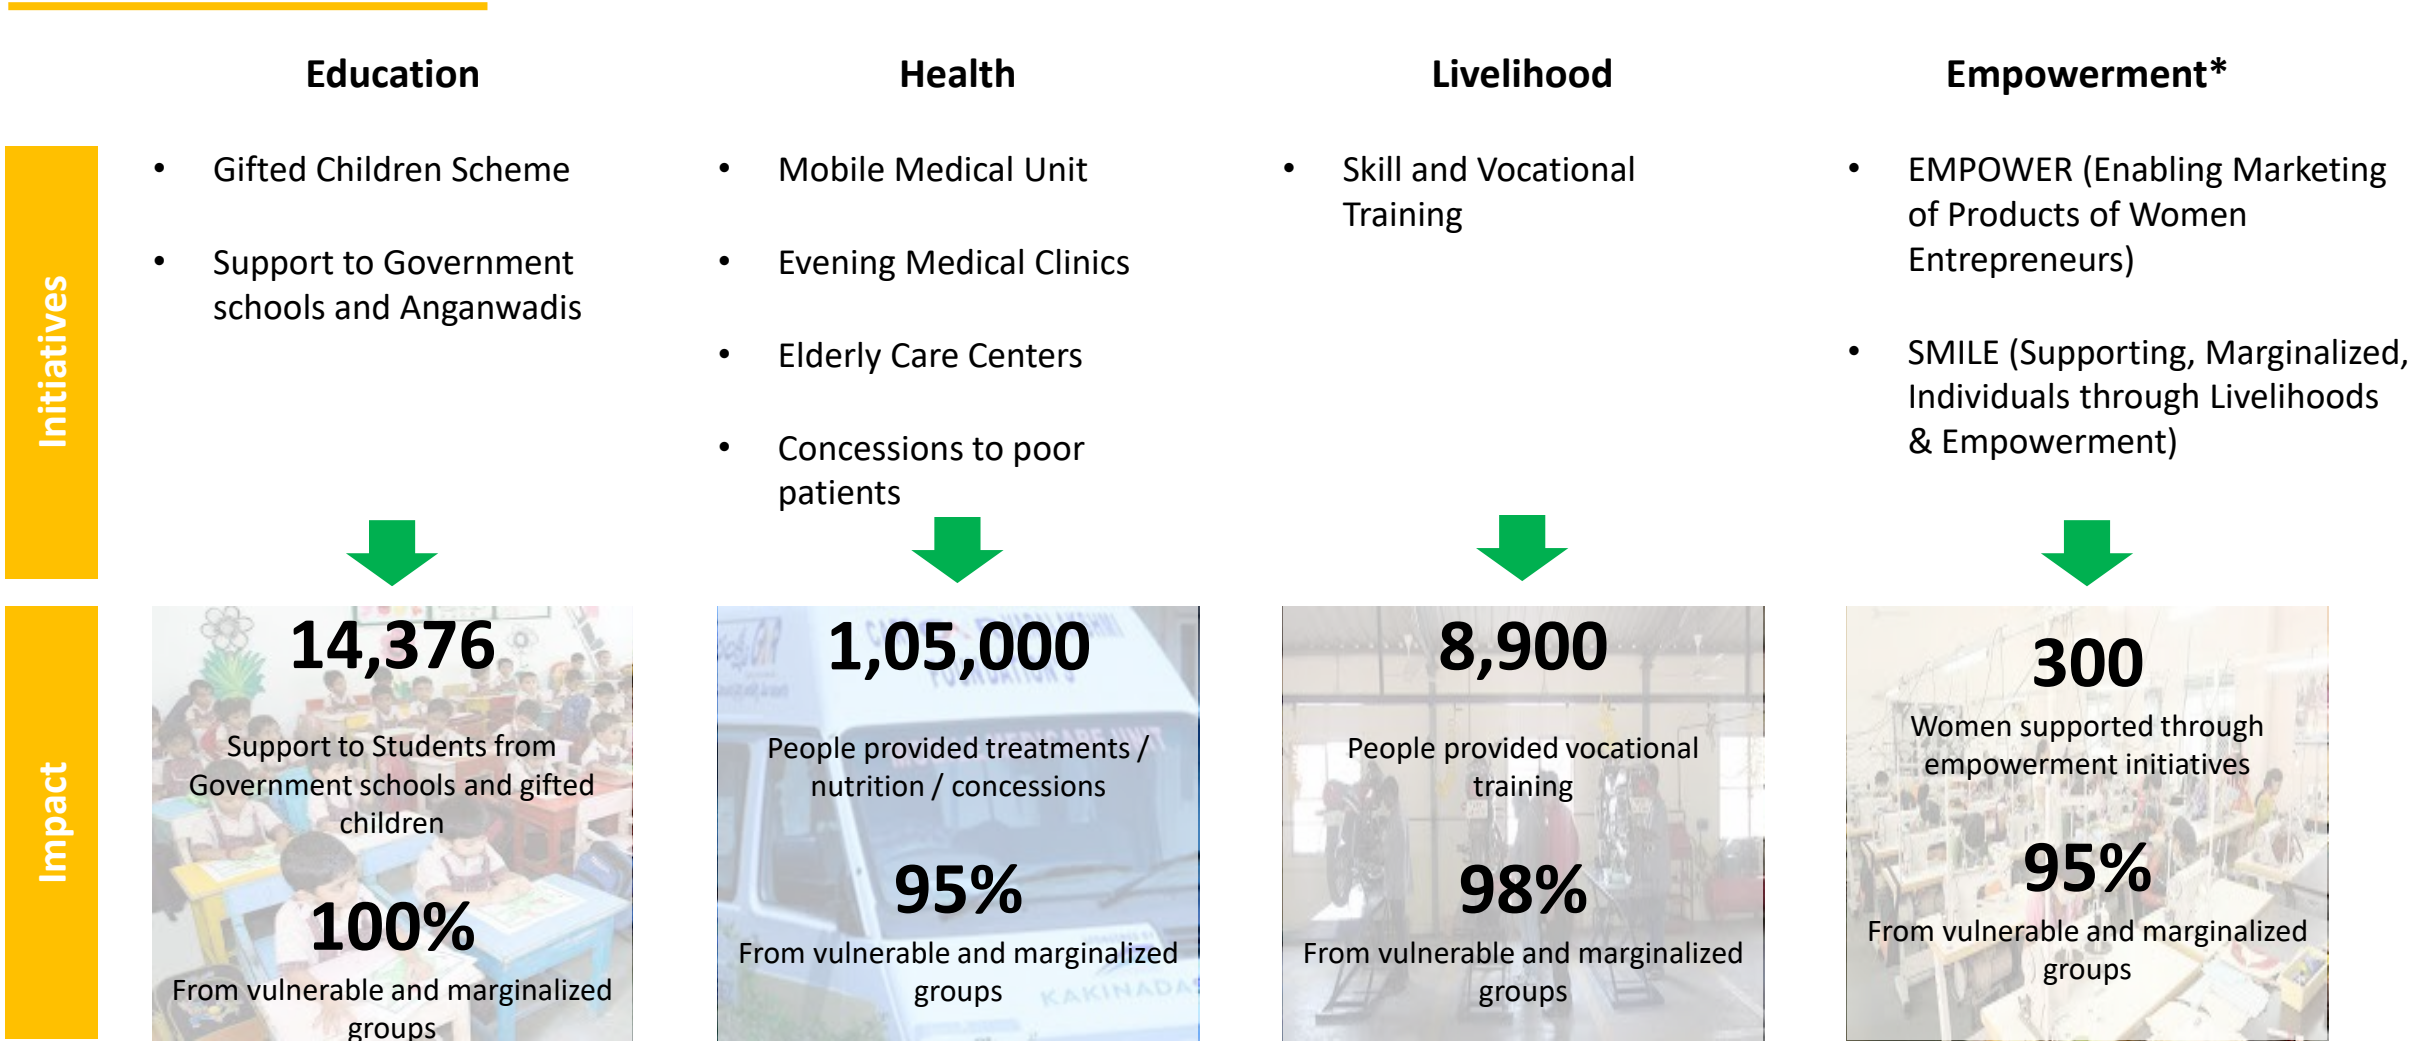 Education
Health
Livelihood
Empowerment*
Initiatives
• Gifted Children Scheme
• Support to Government
schools and Anganwadis
• Mobile Medical Unit
• Evening Medical Clinics
• Elderly Care Centers
• Concessions to poor
patients
• Skill and Vocational
Training
• EMPOWER (Enabling Marketing
of Products of Women
Entrepreneurs)
• SMILE (Supporting, Marginalized,
Individuals through Livelihoods
& Empowerment)
Impact
14,376
Support to Students from
Government schools and gifted
children
100%
From vulnerable and marginalized
groups
1,05,000
People provided treatments /
nutrition / concessions
95%
From vulnerable and marginalized
groups
KAKINADA
8,900
People provided vocational
training
98%
From vulnerable and marginalized
groups
300
Women supported through
empowerment initiatives
95%
From vulnerable and marginalized
groups